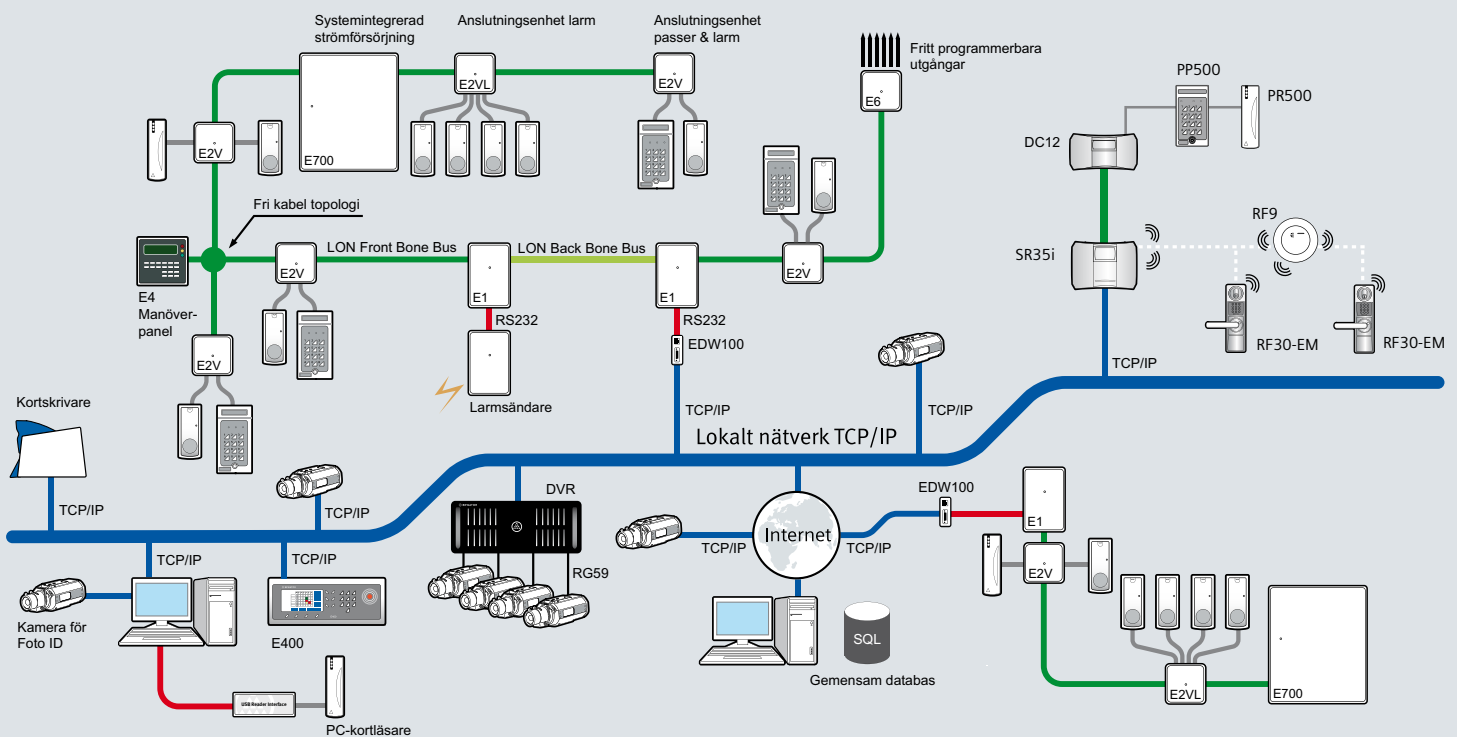 Systemintegrerad
strömförsörjning
Anslutningsenhet larm
Anslutningsenhet
passer & larm
Fritt programmerbara
utgångar
PP500
PR500
E2VL
E2V
E6
DC12
E2V
E700
Fri kabel topologi
RF9
LON Front Bone Bus
LON Back Bone Bus
SR35i
E2V
E2V
E4
Manöver-
panel
E1
E1
RS232
RS232
EDW100
E2V
RF30-EM
RF30-EM
TCP/IP
Larmsändare
Kortskrivare
TCP/IP
TCP/IP
Lokalt nätverk TCP/IP
DVR
EDW100
TCP/IP
TCP/IP
E1
Internet
TCP/IP
TCP/IP
TCP/IP
TCP/IP
RG59
E2V
Kamera för
Foto ID
E400
SQL
Gemensam databas
E2VL
E700
USB Reader Interface
PC-kortläsare